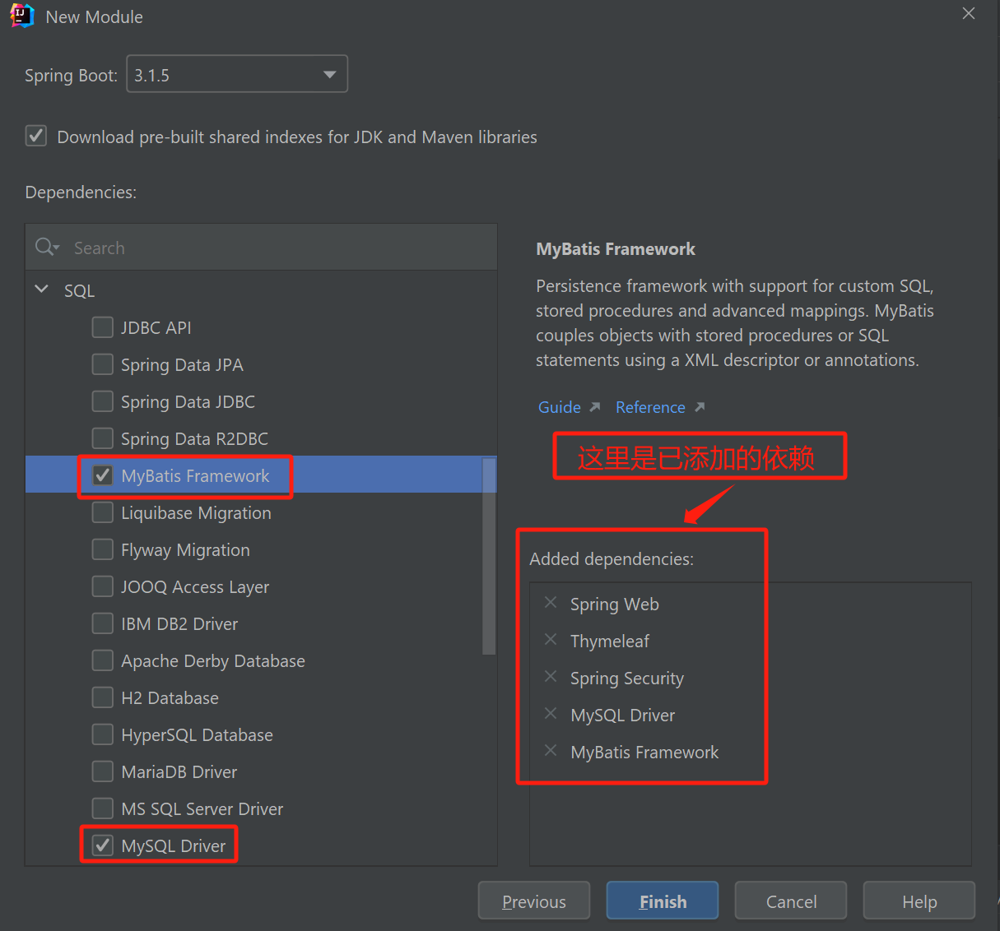 New Module
Spring Boot: 3.1.5
Download pre-built shared indexes for JDK and Maven libraries
Dependencies:
Search
SQL
JDBC API
Spring Data JPA
Spring Data JDBC
Spring Data R2DBC
MyBatis Framework
Liquibase Migration
Flyway Migration
JOOQ Access Layer
IBM DB2 Driver
Apache Derby Database
H2 Database
HyperSQL Database
MariaDB Driver
MS SQL Server Driver
MySQL Driver
MyBatis Framework
Persistence framework with support for custom SQL,
stored procedures and advanced mappings. MyBatis
couples objects with stored procedures or SQL
statements using a XML descriptor or annotations.
Guide Reference
这里是已添加的依赖
Added dependencies:
Spring Web
Thymeleaf
Spring Security
MySQL Driver
MyBatis Framework
Previous Finish Cancel Help